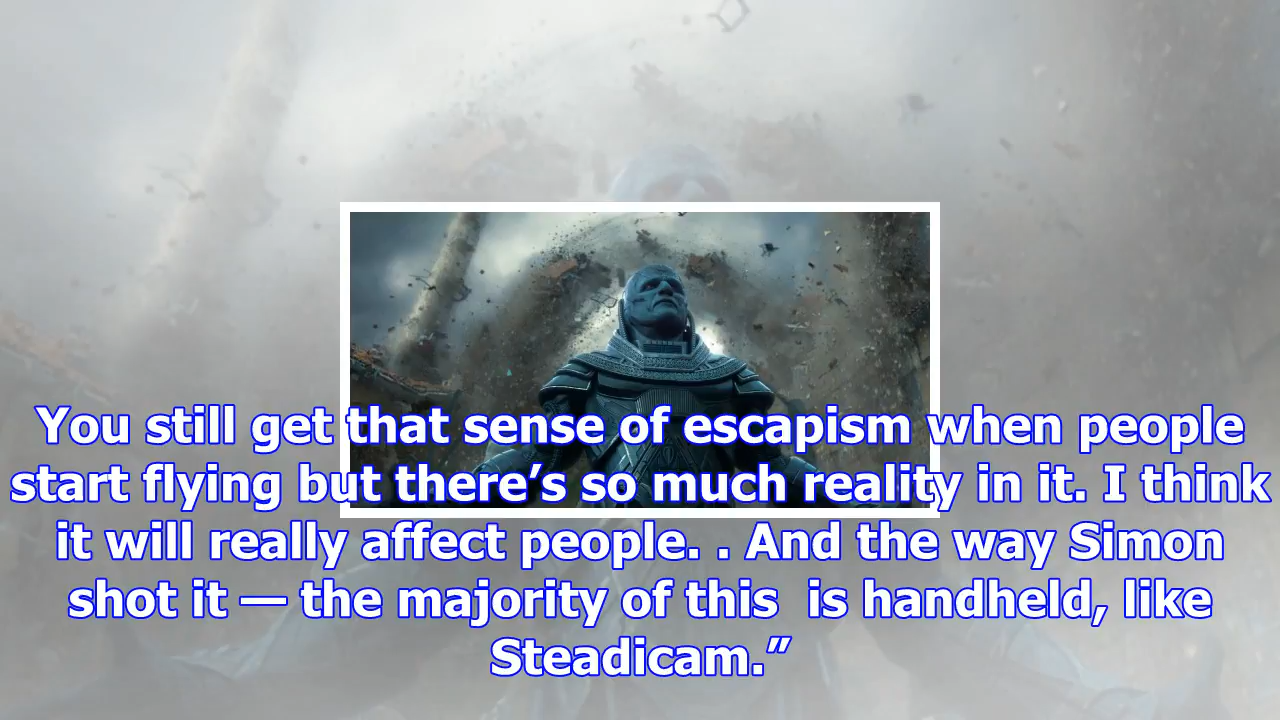 You still get that sense of escapism when people
start flying but there’s so much reality in it. I think
it will really affect people. . And the way Simon
shot it — the majority of this  is handheld, like
Steadicam.”